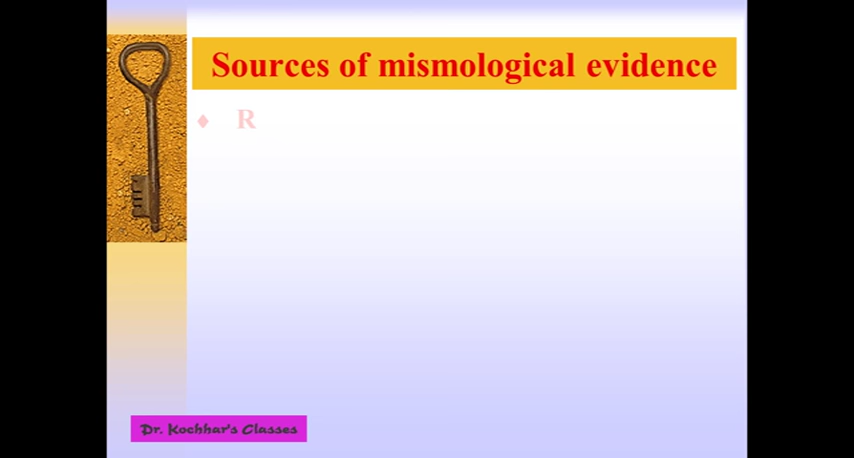 Sources of mismological evidence
♦ R
Dr. Kochhar's Classes